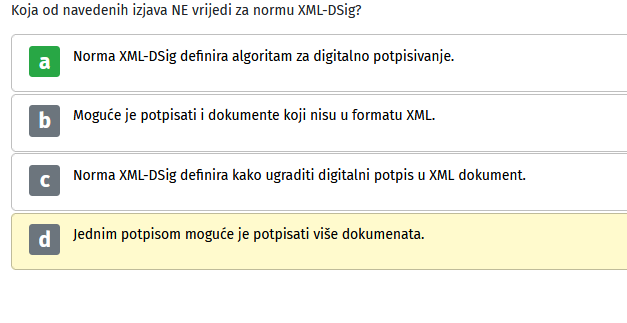 Koja od navedenih izjava NE vrijedi za normu XML-DSig?
a Norma XML-DSig definira algoritam za digitalno potpisivanje.
b Moguće je potpisati i dokumente koji nisu u formatu XML.
c Norma XML-DSig definira kako ugraditi digitalni potpis u XML dokument.
d Jednim potpisom moguće je potpisati više dokumenata.